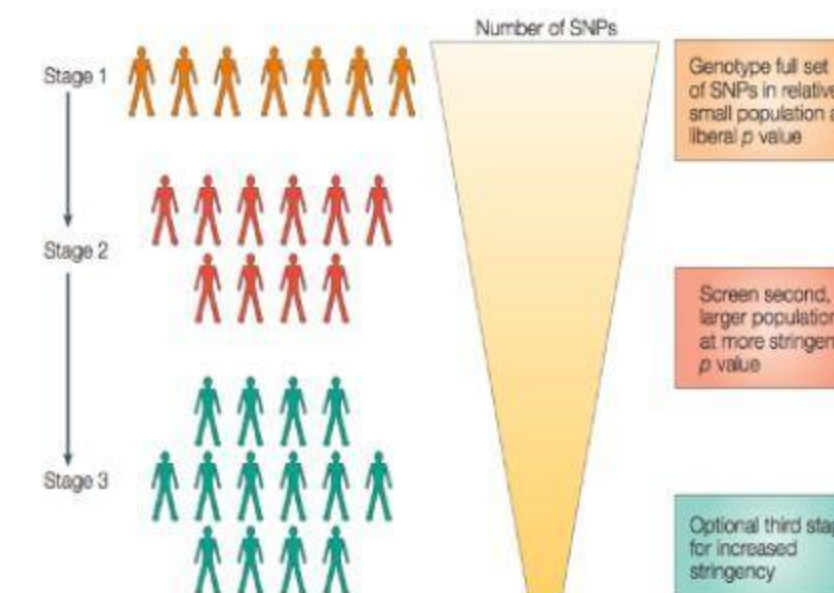 Number of SNPs
Stage 1
Genotype full set
of SNPs in relative
small population a
liberal p value
Stage 2
Screen second,
larger population
at more stringen
p value
Stage 3
Optional third stag
for increased
stringency